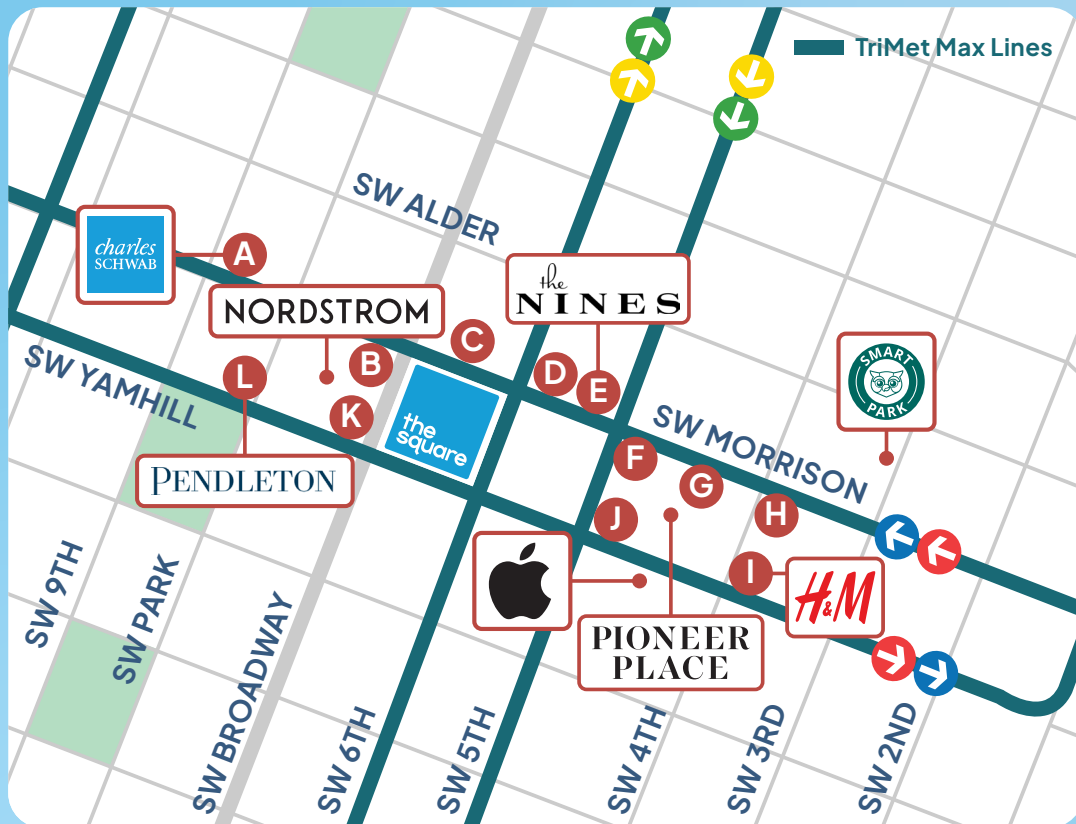 TriMet Max Lines
SW ALDER
charles
SCHWAB
A
the
NINES
NORDSTROM
C
SMART
PARK
B
D
E
L
SW YAMHILL
K
the
square
SW MORRISON
F
G
PENDLETON
H
J
I
H&M
PIONEER
PLACE
SW 9TH
SW PARK
SW BROADWAY
SW 6TH
SW 5TH
SW 4TH
SW 3RD
SW 2ND